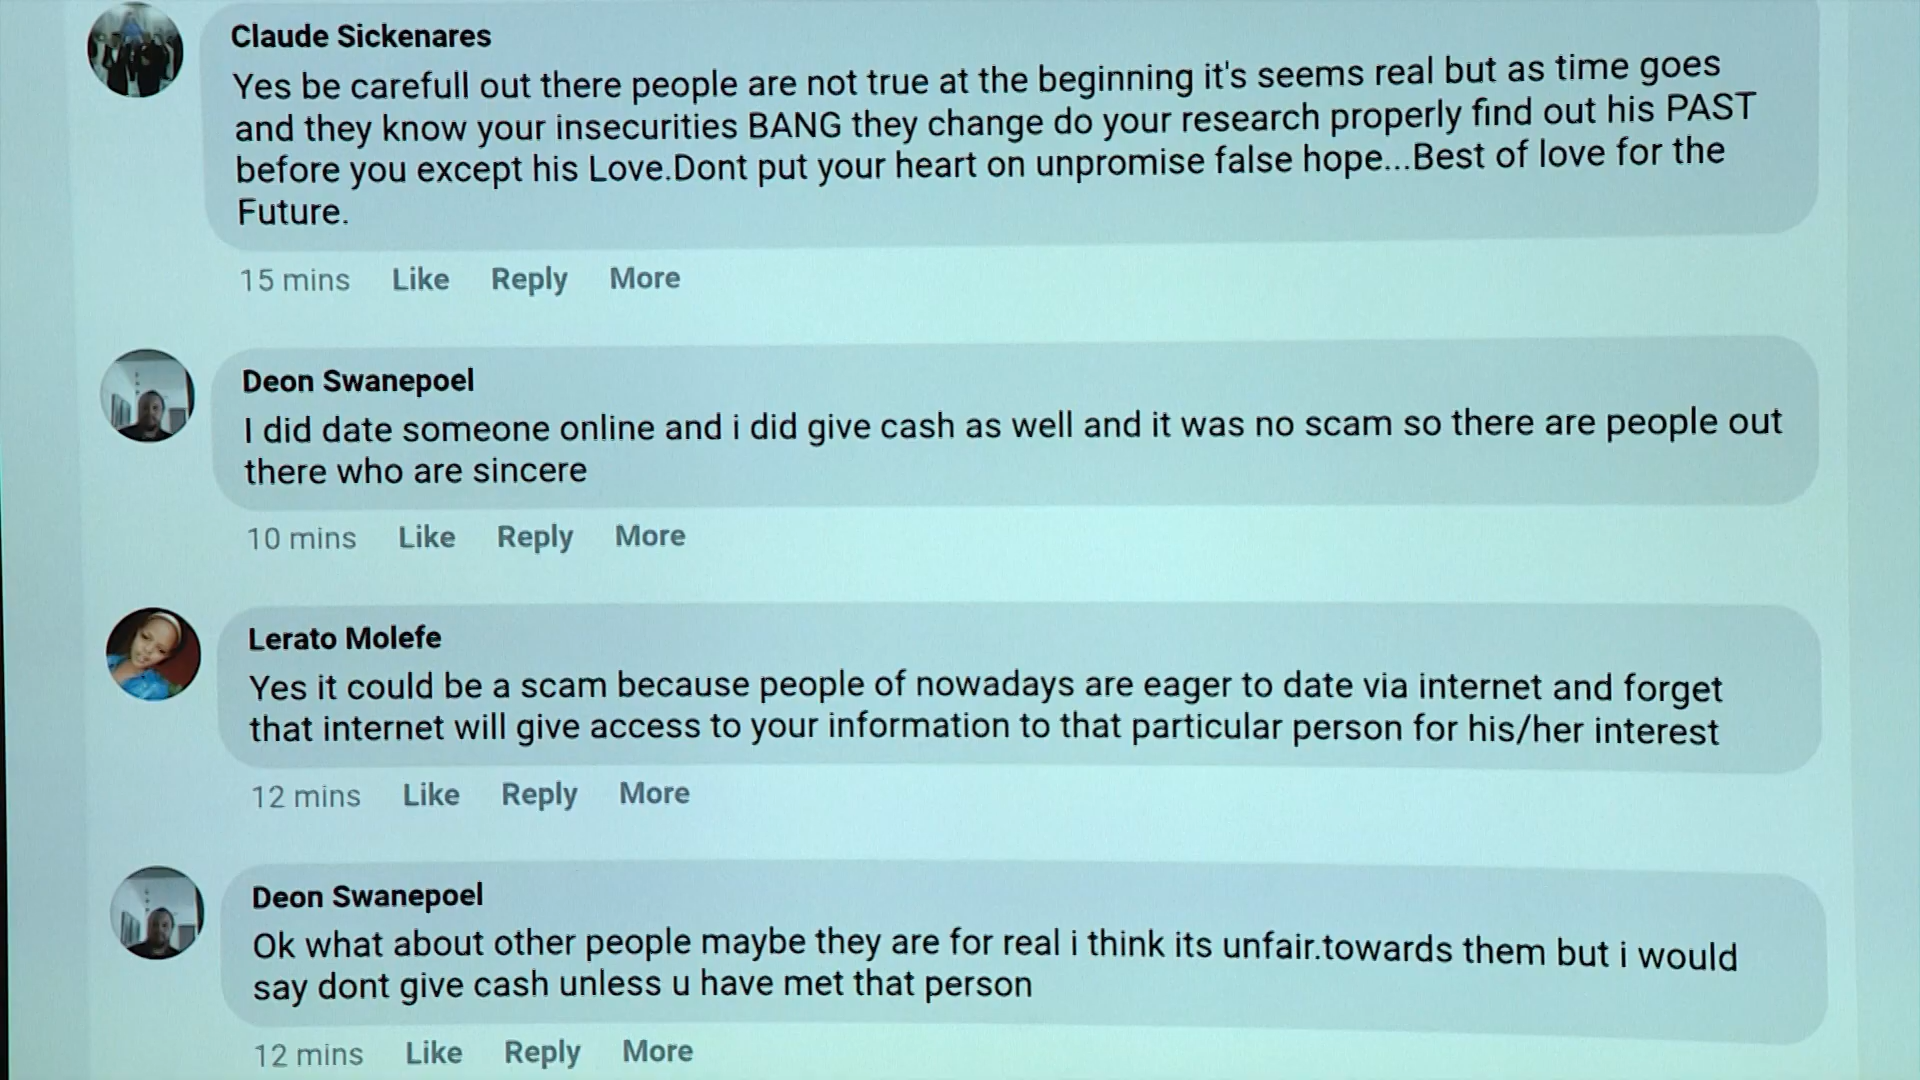 Claude Sickenares
Yes be carefull out there people are not true at the beginning it's seems real but as time goes
and they know your insecurities BANG they change do your research properly find out his PAST
before you except his Love.Dont put your heart on unpromise false hope...Best of love for the
Future.
15 mins Like Reply More
Deon Swanepoel
I did date someone online and i did give cash as well and it was no scam so there are people out
there who are sincere
10 mins Like Reply More
Lerato Molefe
Yes it could be a scam because people of nowadays are eager to date via internet and forget
that internet will give access to your information to that particular person for his/her interest
12 mins Like Reply More
Deon Swanepoel
Ok what about other people maybe they are for real i think its unfair.towards them but i would
say dont give cash unless u have met that person
12 mins Like Reply More